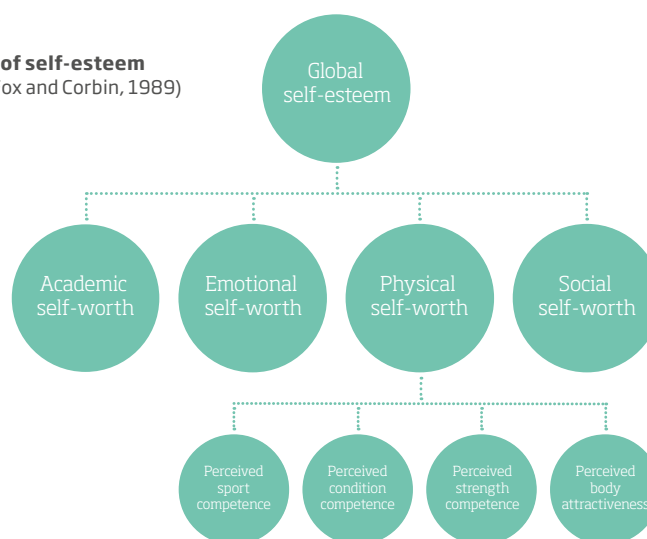 of self-esteem
ox and Corbin, 1989)
Global
self-esteem
Academic
self-worth
Emotional
self-worth
Physical
self-worth
Social
self-worth
Perceived
sport
competence
Perceived
condition
competence
Perceived
strength
competence
Perceived
body
attractiveness